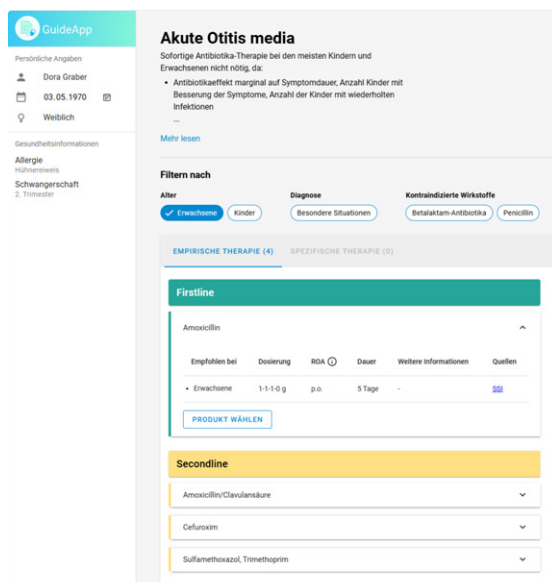 GuideApp
Persönliche Angaben
Dora Graber
03.05.1970
Weiblich
Gesundheitsinformationen
Allergie
Hühnereiweis
Schwangerschaft
2. Trimester
Akute Otitis media
Sofortige Antibiotika-Therapie bei den meisten Kindern und
Erwachsenen nicht nötig, da:
• Antibiotikaeffekt marginal auf Symptomdauer, Anzahl Kinder mit
Besserung der Symptome, Anzahl der Kinder mit wiederholten
Infektionen
...
Mehr lesen
Filtern nach
Alter Diagnose Kontraindizierte Wirkstoffe
Erwachsene Kinder Besondere Situationen Betalaktam-Antibiotika Penicillin
EMPIRISCHE THERAPIE (4) SPEZIFISCHE THERAPIE (0)
Firstline
Amoxicillin
Empfohlen bei Dosierung ROA Dauer Weitere Informationen Quellen
• Erwachsene 1-1-1-0 g p.o. 5 Tage - SSI
PRODUKT WÄHLEN
Secondline
Amoxicillin/Clavulansäure
Cefuroxim
Sulfamethoxazol, Trimethoprim